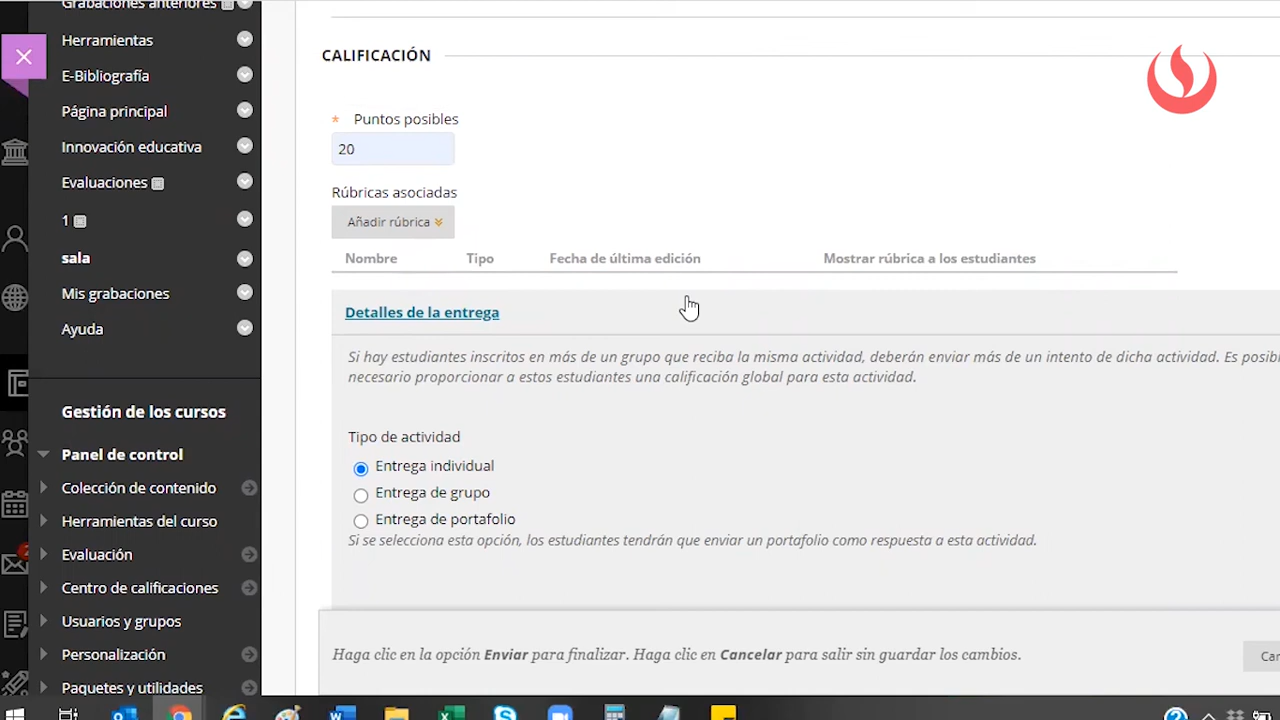 Grabaciones anteriores
Herramientas
E-Bibliografía
Página principal
Innovación educativa
Evaluaciones
1
sala
Mis grabaciones
Ayuda
Gestión de los cursos
Panel de control
Colección de contenido
Herramientas del curso
Evaluación
Centro de calificaciones
Usuarios y grupos
Personalización
Paquetes y utilidades
CALIFICACIÓN
* Puntos posibles
20
Rúbricas asociadas
Añadir rúbrica
Nombre Tipo Fecha de última edición Mostrar rúbrica a los estudiantes
Detalles de la entrega
Si hay estudiantes inscritos en más de un grupo que reciba la misma actividad, deberán enviar más de un intento de dicha actividad. Es posibl
necesario proporcionar a estos estudiantes una calificación global para esta actividad.
Tipo de actividad
Entrega individual
Entrega de grupo
Entrega de portafolio
Si se selecciona esta opción, los estudiantes tendrán que enviar un portafolio como respuesta a esta actividad.
Haga clic en la opción Enviar para finalizar. Haga clic en Cancelar para salir sin guardar los cambios.
Can